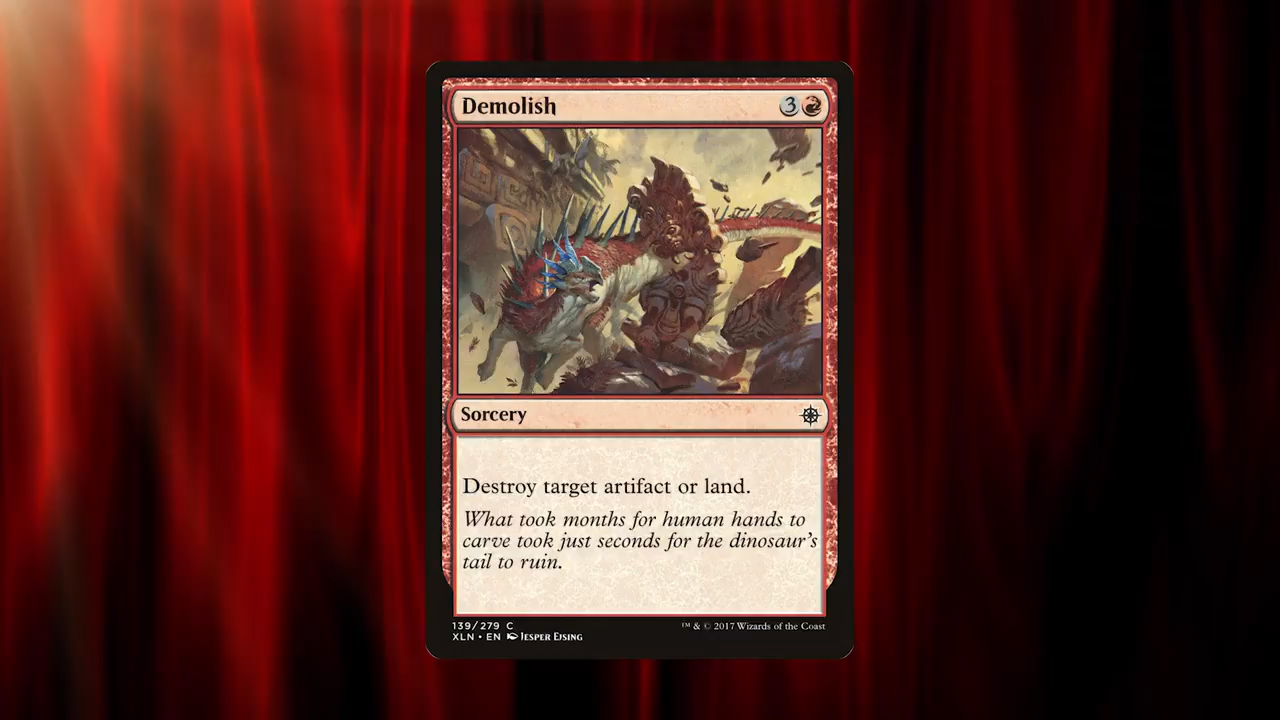 Demolish 3
Sorcery
Destroy target artifact or land.
What took months for human hands to
carve took just seconds for the dinosaur's
tail to ruin.
139/279 C
™ & © 2017 Wizards of the Coast
XLN • EN Jesper Ejsing